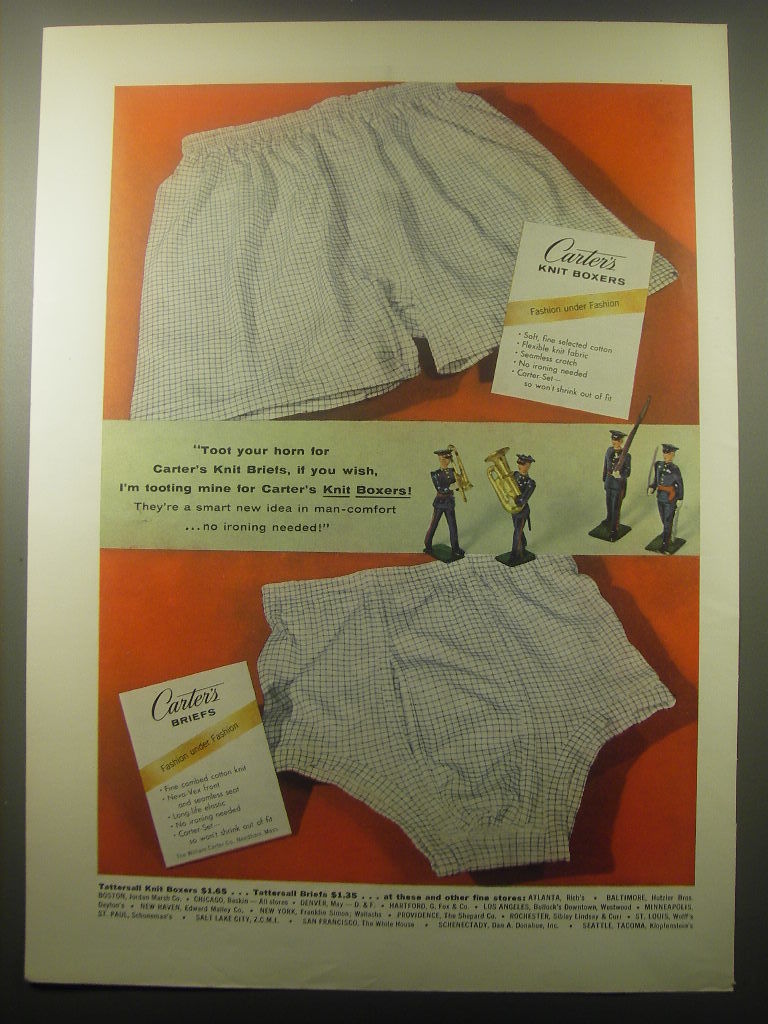 Carter's
KNIT BOXERS
Fashion under Fashion
• Soft, fine selected cotton
• Flexible knit fabric
• Seamless crotch
• No ironing needed
• Carter-Set—
so won't shrink out of fit
"Toot your horn for
Carter's Knit Briefs, if you wish,
I'm tooting mine for Carter's Knit Boxers!
They're a smart new idea in man-comfort
...no ironing needed!"
Carter's
BRIEFS
Fashion under Fashion
• Fine combed cotton knit
• Neva-Vex front
and seamless seat
• Long-life elastic
• No ironing needed
• Carter-Set—
so won't shrink out of fit
The William Carter Co., Needham, Mass.
Tattersall Knit Boxers $1.65 . . . Tattersall Briefs $1.35 . . . at these and other fine stores: ATLANTA, Rich's • BALTIMORE, Hutzler Bros.
BOSTON, Jordan Marsh Co. • CHICAGO, Baskin — All stores • DENVER, May — D. & F. • HARTFORD, G. Fox & Co. • LOS ANGELES, Bullock's Downtown, Westwood • MINNEAPOLIS,
Dayton's • NEW HAVEN, Edward Malley Co. • NEW YORK, Franklin Simon; Wallachs • PROVIDENCE, The Shepard Co. • ROCHESTER, Sibley Lindsay & Curr • ST. LOUIS, Wolff's
ST. PAUL, Schuneman's • SALT LAKE CITY, Z.C.M.I. • SAN FRANCISCO, The White House • SCHENECTADY, Dan A. Donahue, Inc. • SEATTLE, TACOMA, Klopfenstein's